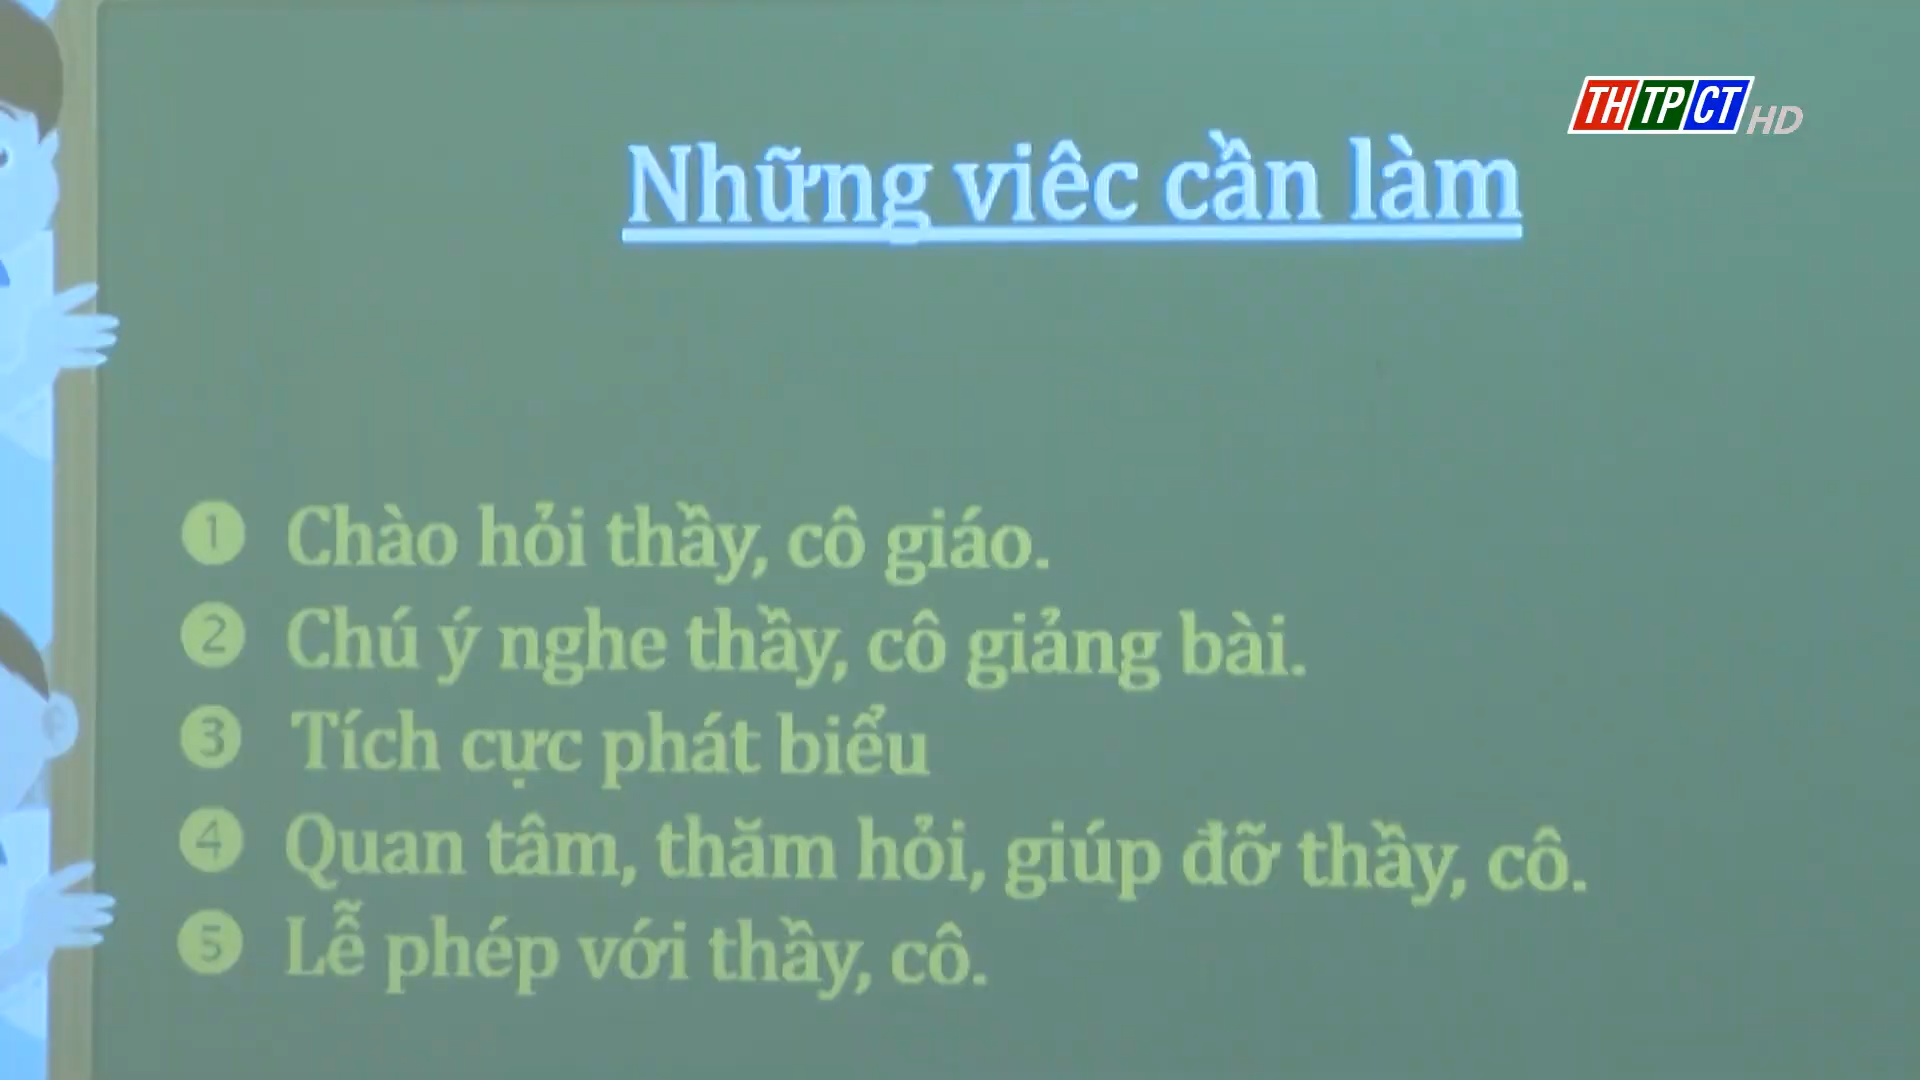 THTPCT HD
Những viêc cần làm
1 Chào hỏi thầy, cô giáo.
2 Chú ý nghe thầy, cô giảng bài.
3 Tích cực phát biểu
4 Quan tâm, thăm hỏi, giúp đỡ thầy, cô.
5 Lễ phép với thầy, cô.